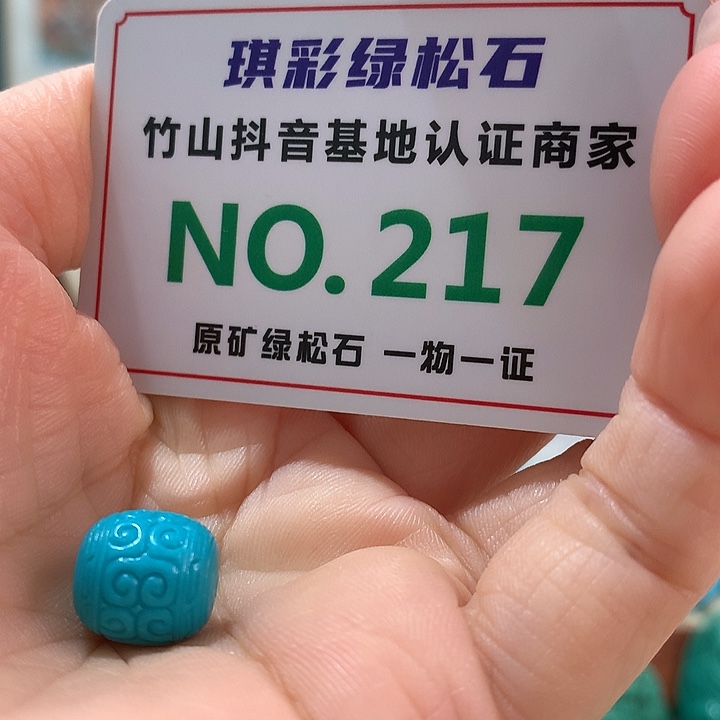 琪彩绿松石
竹山抖音基地认证商家
NO.217
原矿绿松石 一物一证